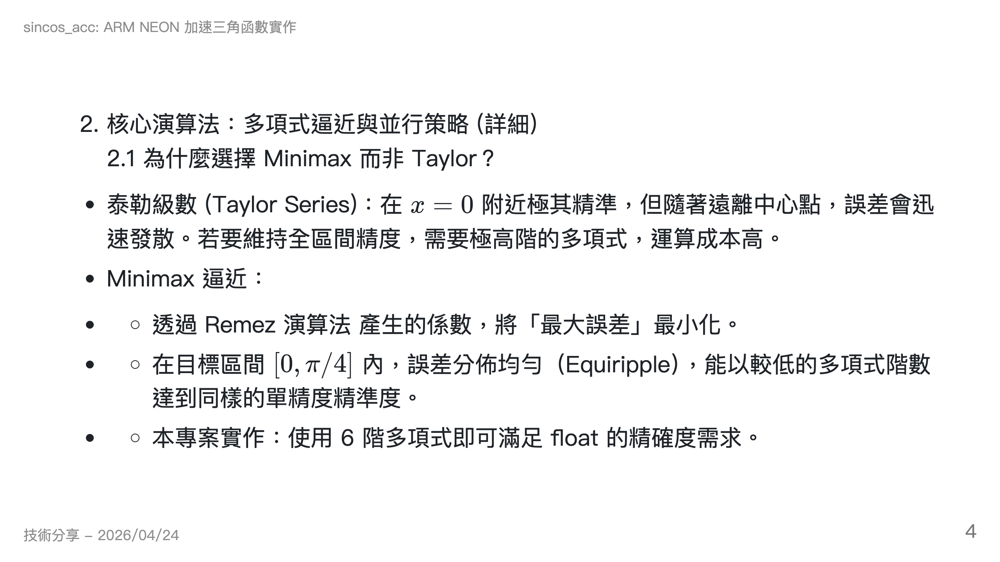 sincos_acc: ARM NEON 加速三角函數實作
2. 核心演算法：多項式逼近與並行策略 (詳細)
2.1 為什麼選擇 Minimax 而非 Taylor？
• 泰勒級數 (Taylor Series)：在 x = 0 附近極其精準，但隨著遠離中心點，誤差會迅
速發散。若要維持全區間精度，需要極高階的多項式，運算成本高。
• Minimax 逼近：
• ○ 透過 Remez 演算法 產生的係數，將「最大誤差」最小化。
• ○ 在目標區間 [0, π/4] 內，誤差分佈均勻（Equiripple），能以較低的多項式階數
達到同樣的單精度精準度。
• ○ 本專案實作：使用 6 階多項式即可滿足 float 的精確度需求。
技術分享 – 2026/04/24
4